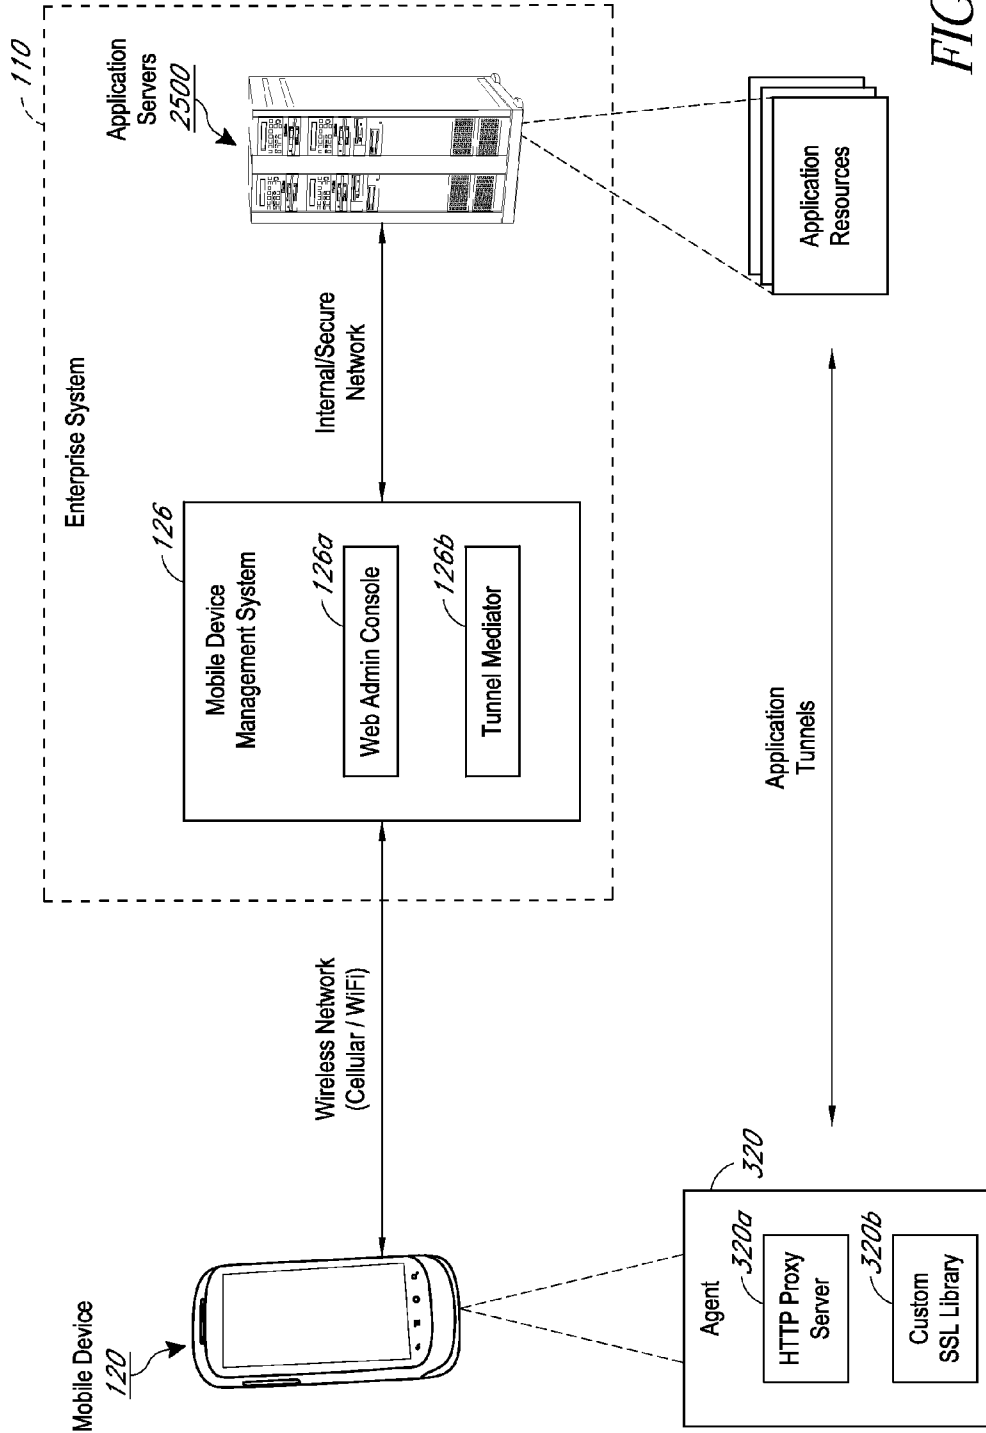 110
Enterprise System
Mobile Device
120
Wireless Network
(Cellular / WiFi)
126
Mobile Device
Management System
126a
Web Admin Console
126b
Tunnel Mediator
Internal/Secure
Network
Application
Servers
2500
320
Agent
320a
HTTP Proxy
Server
320b
Custom
SSL Library
Application
Tunnels
Application
Resources
FIG